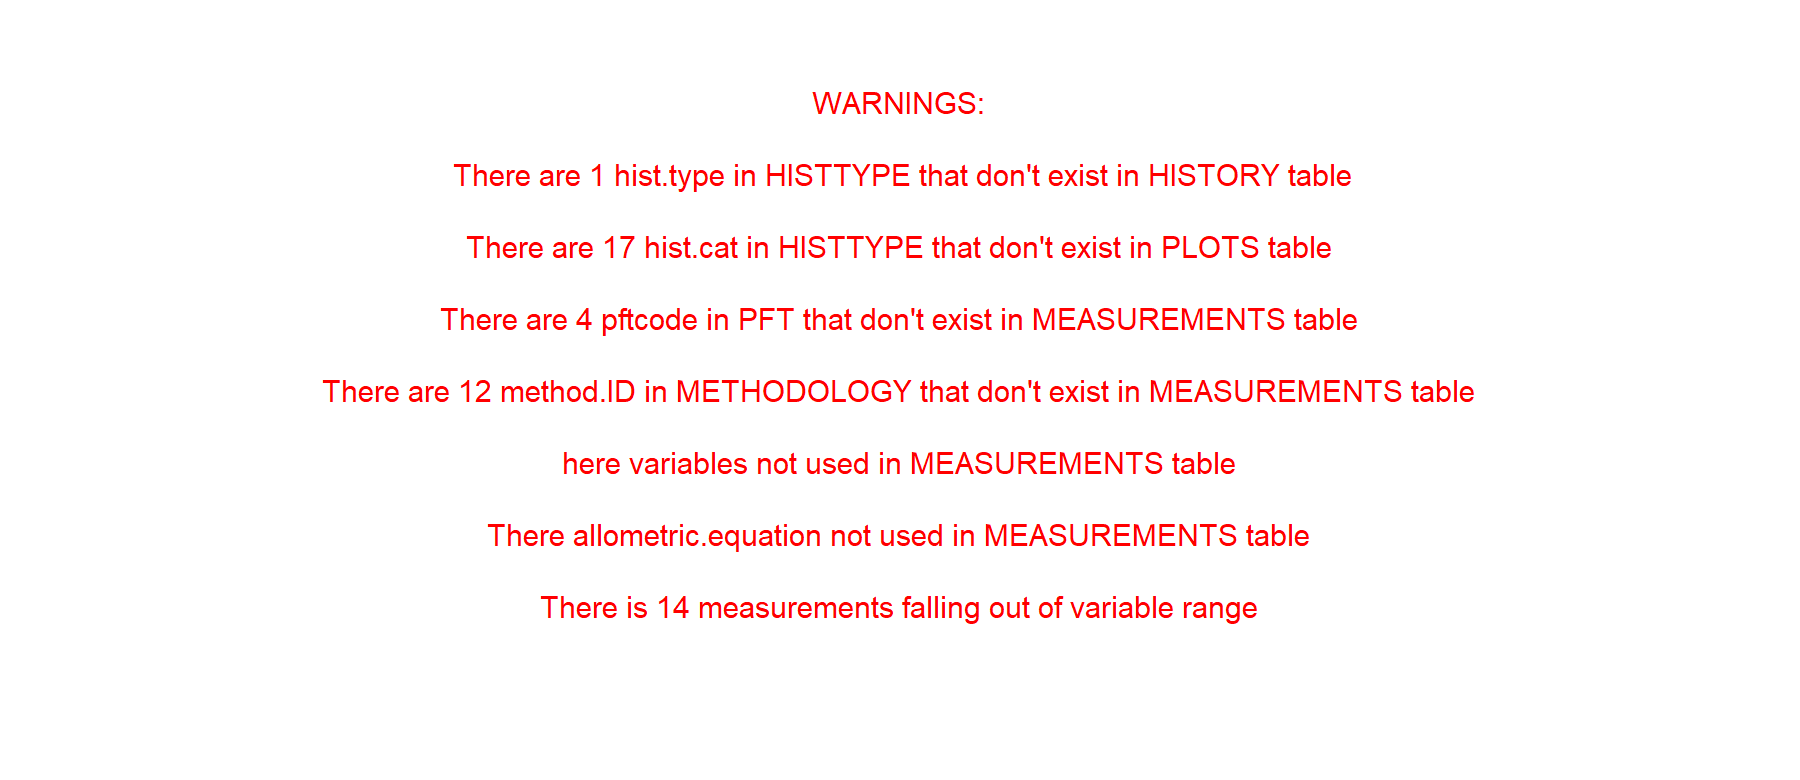 WARNINGS:
There are 1 hist.type in HISTTYPE that don't exist in HISTORY table
There are 17 hist.cat in HISTTYPE that don't exist in PLOTS table
There are 4 pftcode in PFT that don't exist in MEASUREMENTS table
There are 12 method.ID in METHODOLOGY that don't exist in MEASUREMENTS table
here variables not used in MEASUREMENTS table
There allometric.equation not used in MEASUREMENTS table
There is 14 measurements falling out of variable range